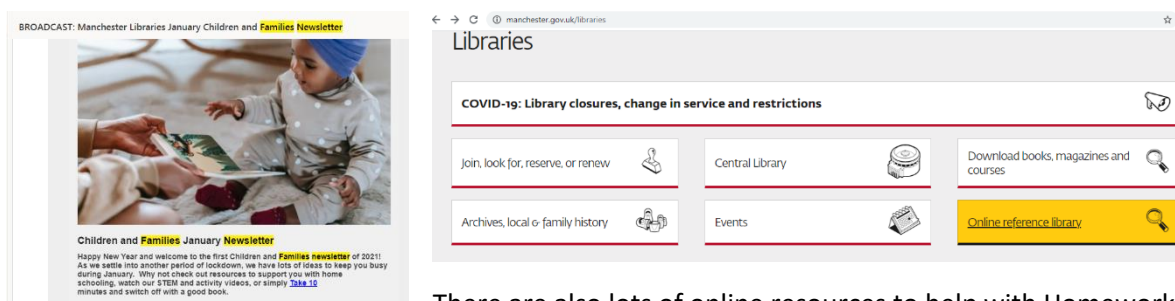 BROADCAST: Manchester Libraries January Children and Families Newsletter
Children and Families January Newsletter
Happy New Year and welcome to the first Children and Families newsletter of 2021!
As we settle into another period of lockdown, we have lots of ideas to keep you busy
during January. Why not check out resources to support you with home
schooling, watch our STEM and activity videos, or simply Take 10
minutes and switch off with a good book.
manchester.gov.uk/libraries
Libraries
COVID-19: Library closures, change in service and restrictions
Join, look for, reserve, or renew
Central Library
Download books, magazines and
courses
Archives, local & family history
Events
Online reference library
There are also lots of online resources to help with Homework